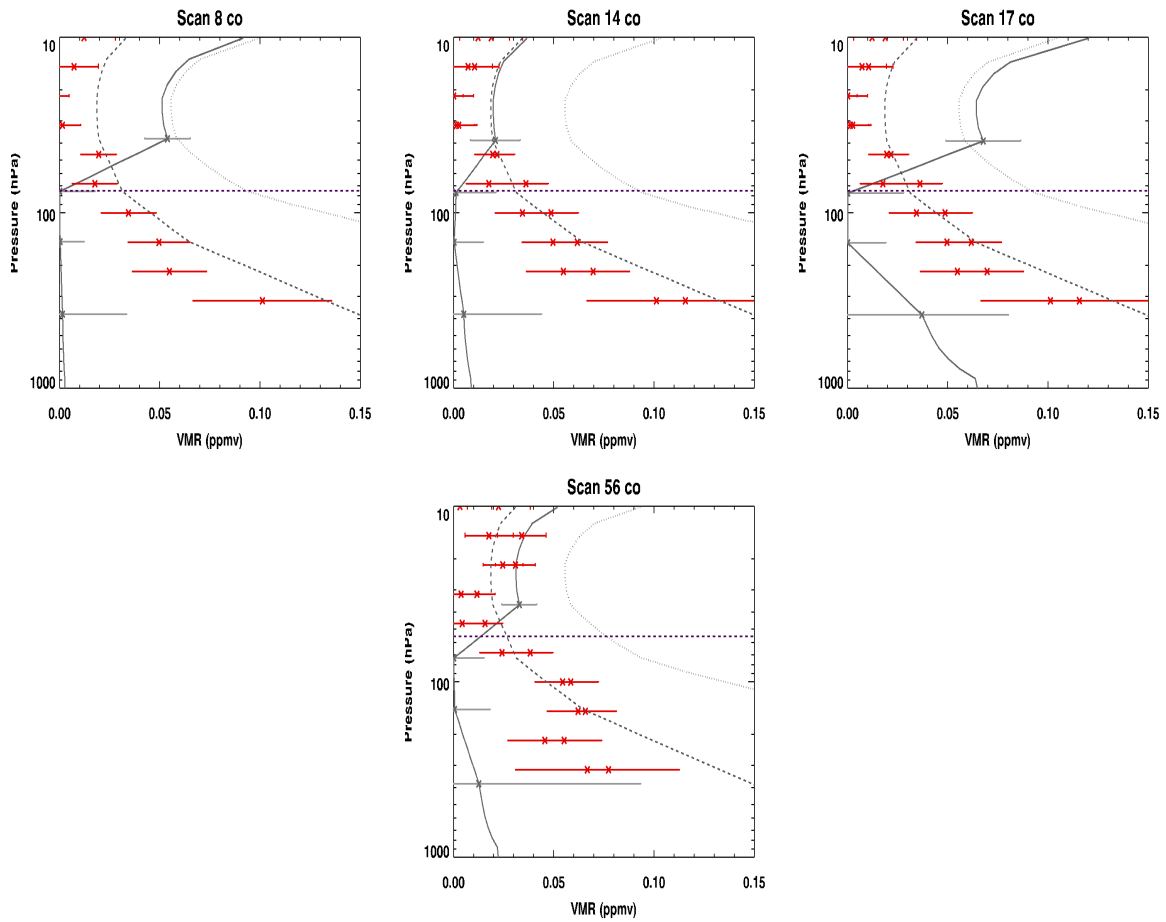 Scan 8 co
10
100
1000
Pressure (hPa)
0.00 0.05 0.10 0.15
VMR (ppmv)
Scan 14 co
10
100
1000
Pressure (hPa)
0.00 0.05 0.10 0.15
VMR (ppmv)
Scan 17 co
10
100
1000
Pressure (hPa)
0.00 0.05 0.10 0.15
VMR (ppmv)
Scan 56 co
10
100
1000
Pressure (hPa)
0.00 0.05 0.10 0.15
VMR (ppmv)